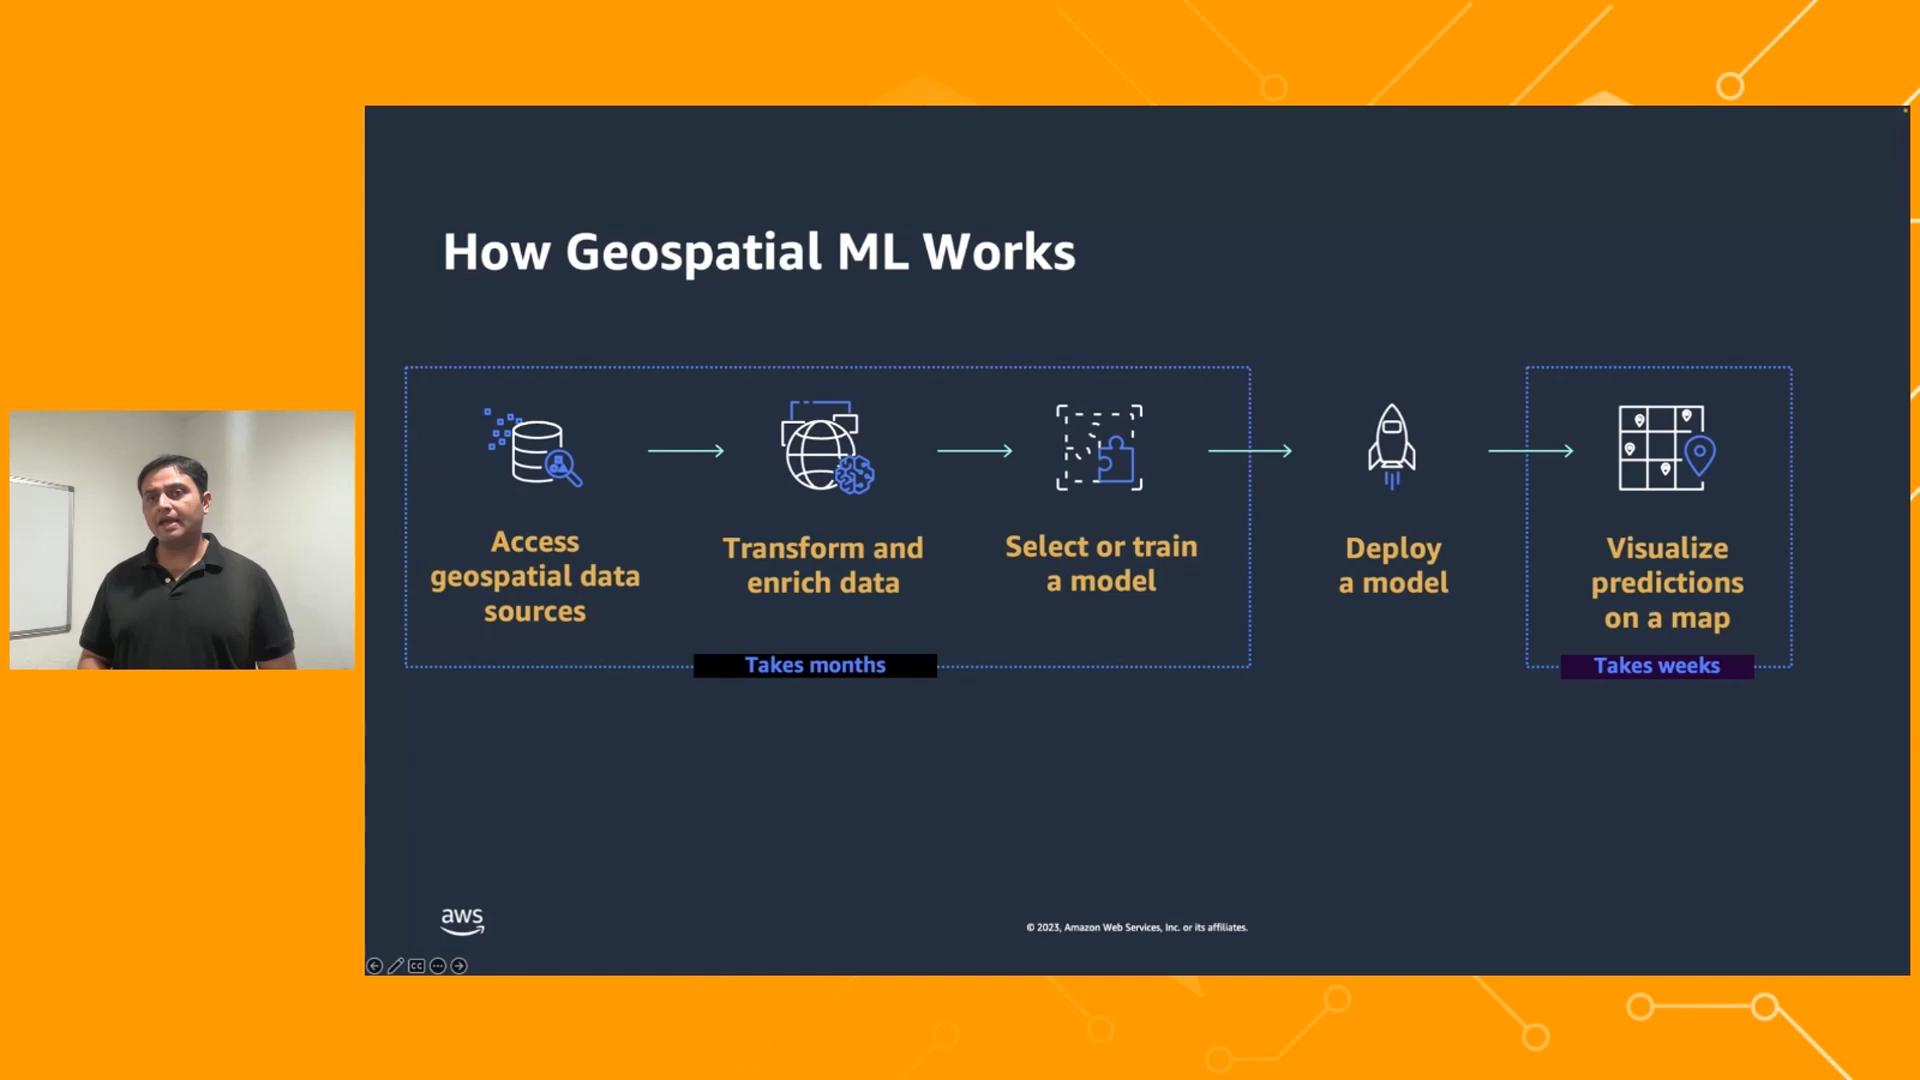 How Geospatial ML Works
Access
geospatial data
sources
Transform and
enrich data
Select or train
a model
Deploy
a model
Visualize
predictions
on a map
Takes months
Takes weeks
aws
© 2023, Amazon Web Services, Inc. or its affiliates.
CC